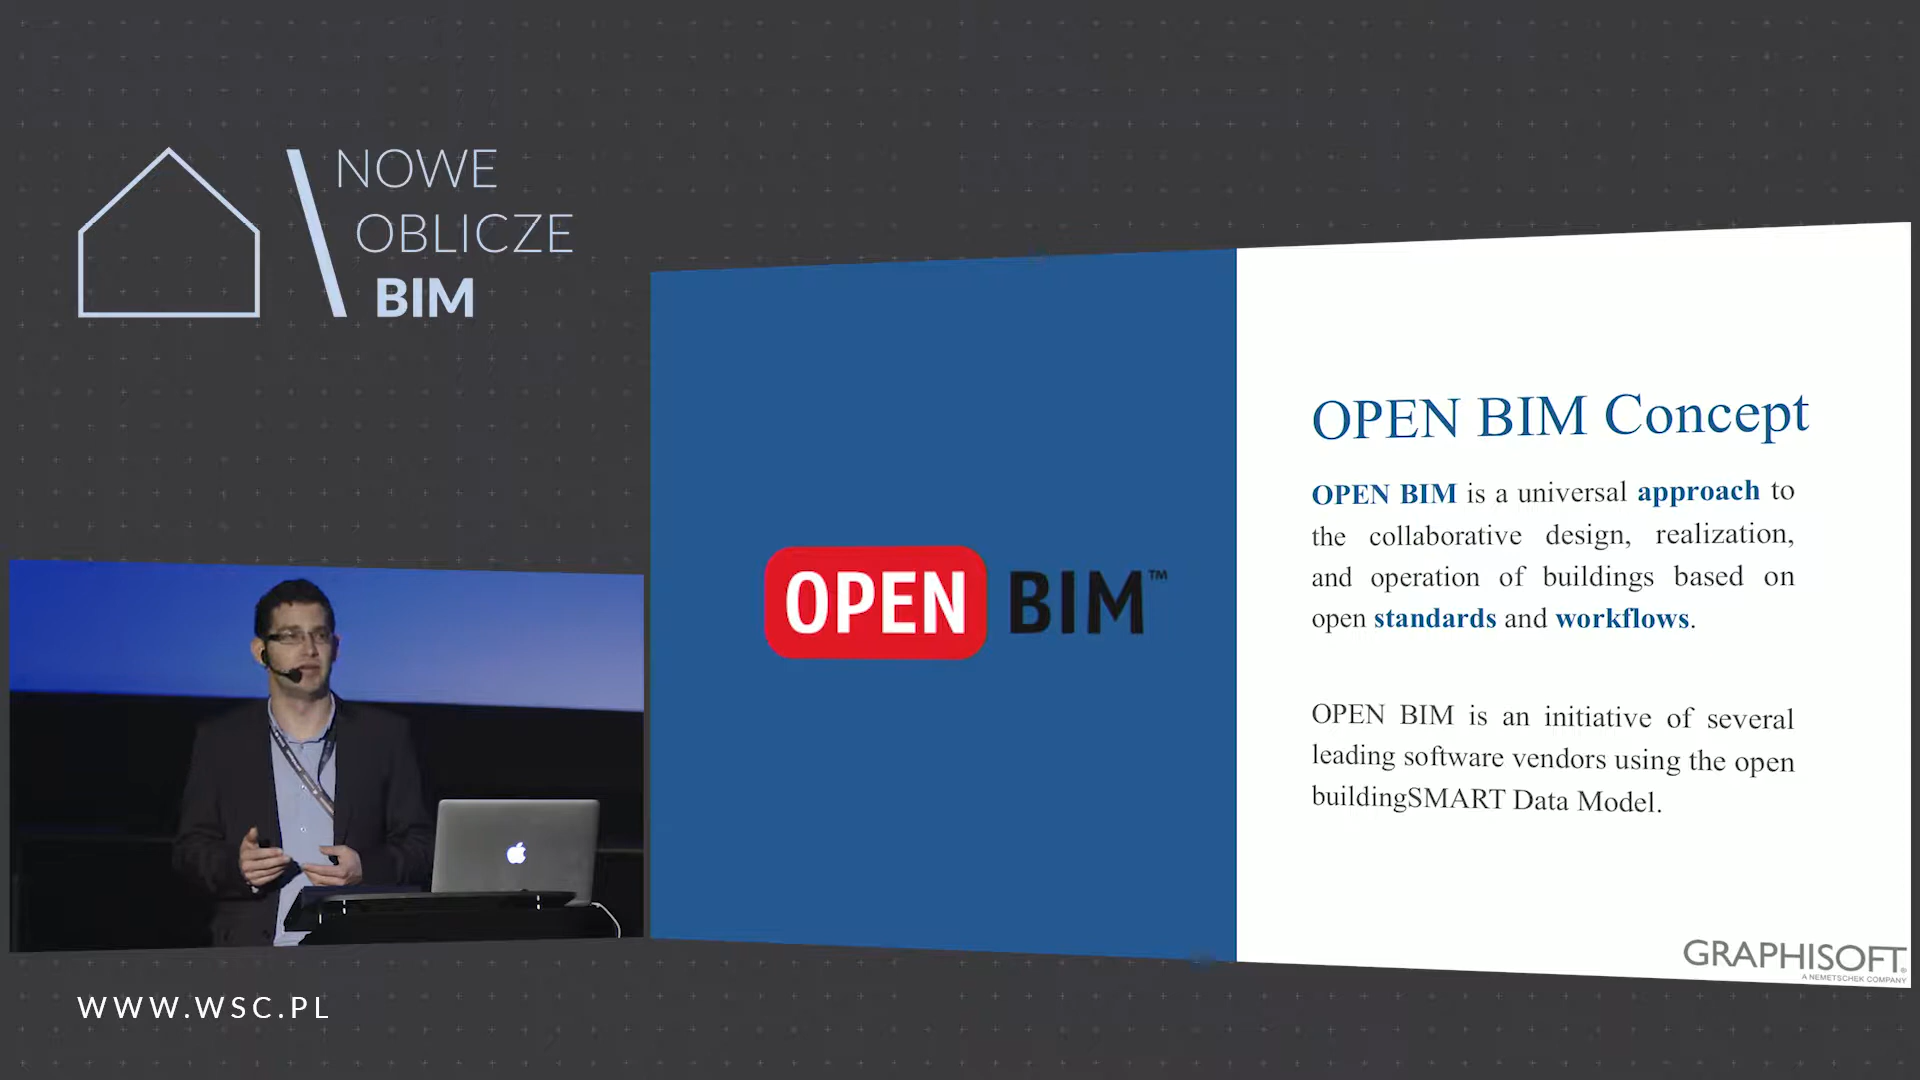 NOWE
OBLICZE
BIM
OPEN BIM™
OPEN BIM Concept
OPEN BIM is a universal approach to
the collaborative design, realization,
and operation of buildings based on
open standards and workflows.
OPEN BIM is an initiative of several
leading software vendors using the open
buildingSMART Data Model.
GRAPHISOFT®
A NEMETSCHEK COMPANY
WWW.WSC.PL